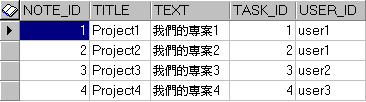 NOTE_ID TITLE TEXT TASK_ID USER_ID
1 Project1 我們的專案1 1 user1
2 Project2 我們的專案2 2 user1
3 Project3 我們的專案3 3 user2
4 Project4 我們的專案4 4 user3